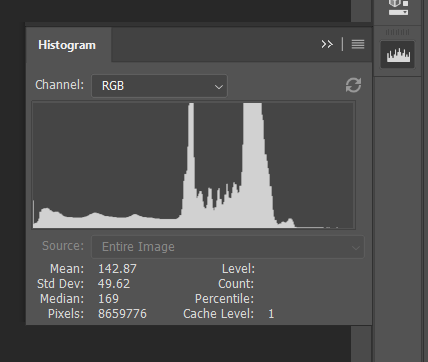 Histogram
Channel: RGB
Source: Entire Image
Mean: 142.87 Level:
Std Dev: 49.62 Count:
Median: 169 Percentile:
Pixels: 8659776 Cache Level: 1